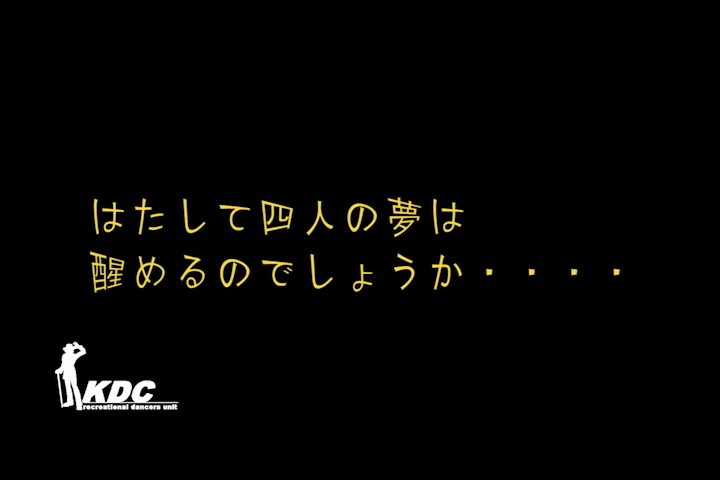 はたして四人の夢は
醒めるのでしょうか・・・・
KDC
recreational dancers unit